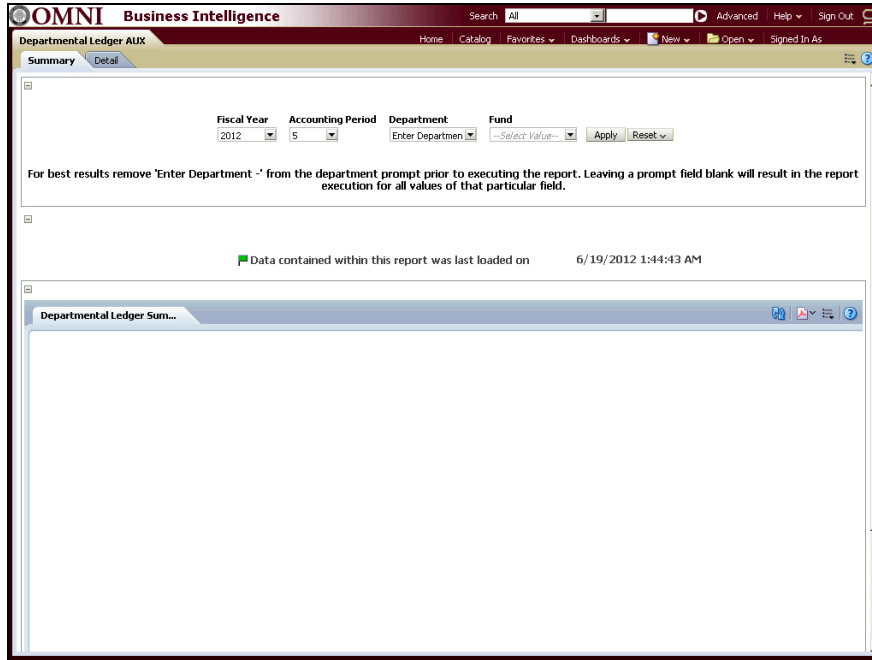 OMNI Business Intelligence Search All Advanced Help Sign Out
Departmental Ledger AUX Home Catalog Favorites Dashboards New Open Signed In As
Summary Detail
Fiscal Year Accounting Period Department Fund
2012 5 Enter Departmen --Select Value-- Apply Reset
For best results remove 'Enter Department -' from the department prompt prior to executing the report. Leaving a prompt field blank will result in the report
execution for all values of that particular field.
Data contained within this report was last loaded on 6/19/2012 1:44:43 AM
Departmental Ledger Sum...